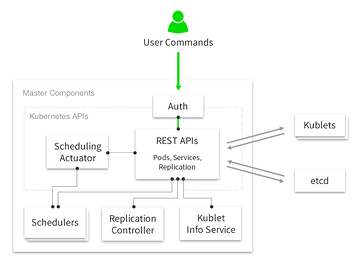 User Commands
Master Components
Auth
Kubernetes APIs
REST APIs
Pods, Services,
Replication
Scheduling
Actuator
Kublets
etcd
Schedulers
Replication
Controller
Kublet
Info Service